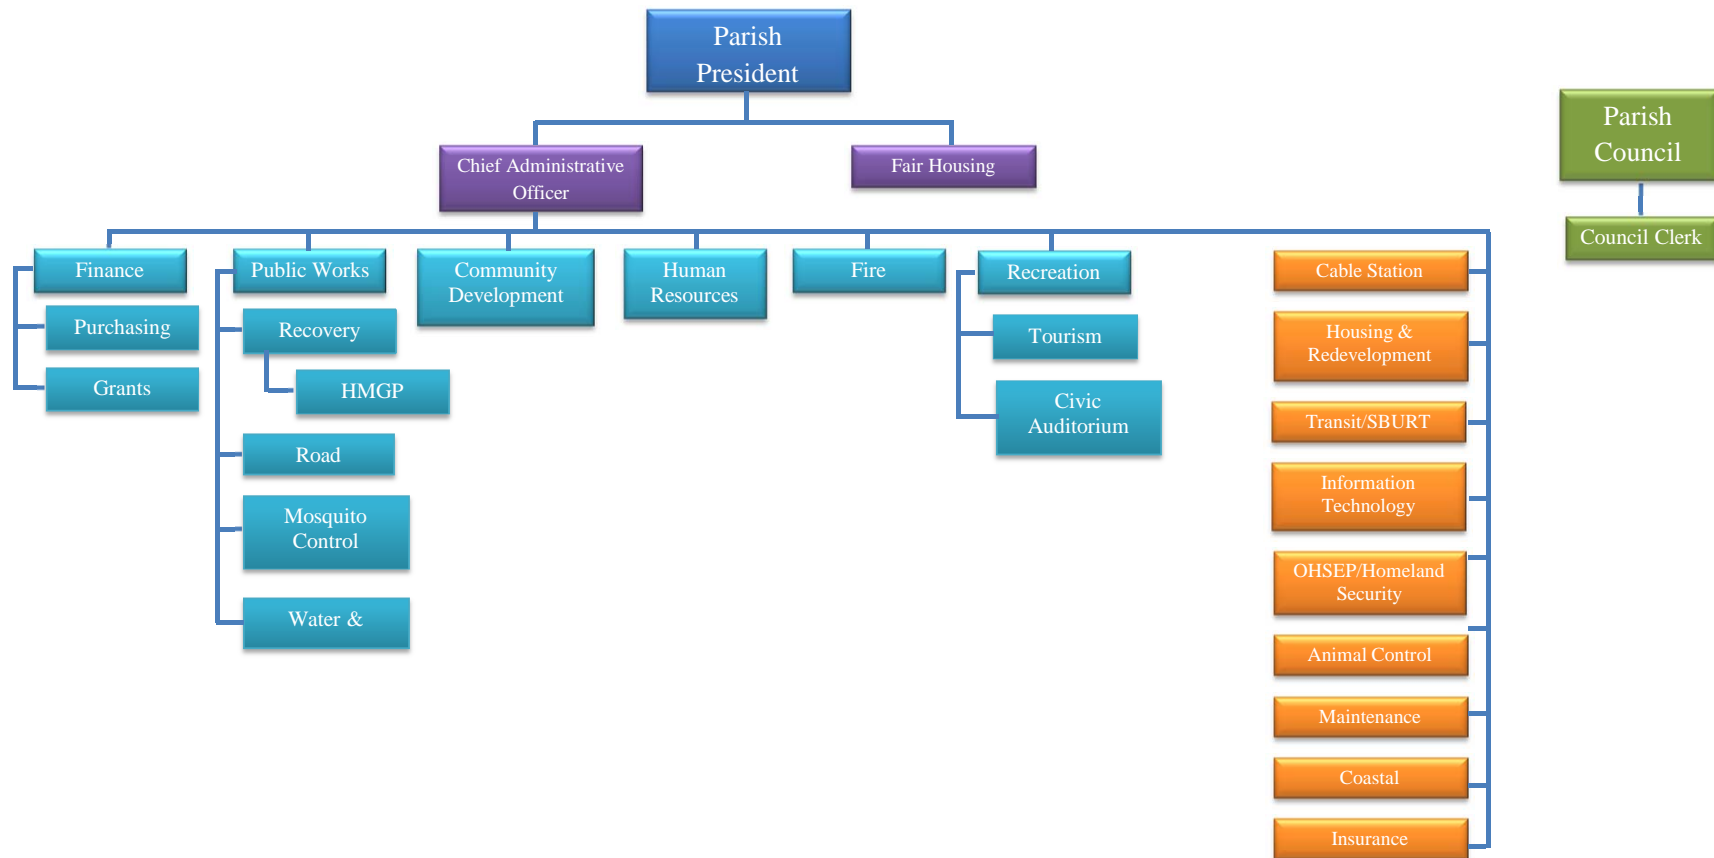 Parish
President
Parish
Council
Chief Administrative
Officer
Fair Housing
Council Clerk
Finance
Public Works
Community
Development
Human
Resources
Fire
Recreation
Cable Station
Purchasing
Recovery
Tourism
Housing &
Redevelopment
Grants
HMGP
Civic
Auditorium
Transit/SBURT
Road
Information
Technology
Mosquito
Control
OHSEP/Homeland
Security
Water &
Animal Control
Maintenance
Coastal
Insurance